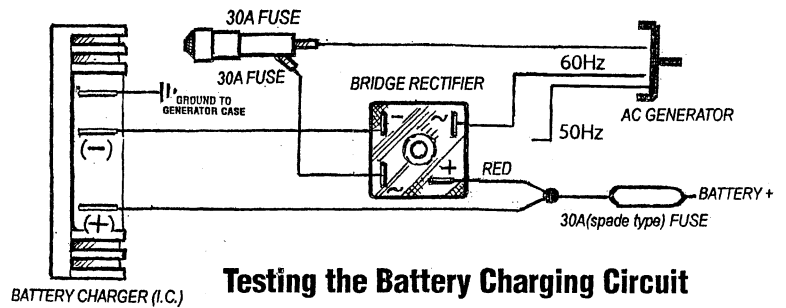 30A FUSE
30A FUSE
60Hz
BRIDGE RECTIFIER
GROUND TO
GENERATOR CASE
AC GENERATOR
50Hz
-
~
(-)
+
RED
~
BATTERY +
(+)
30A(spade type) FUSE
Testing the Battery Charging Circuit
BATTERY CHARGER (I.C.)